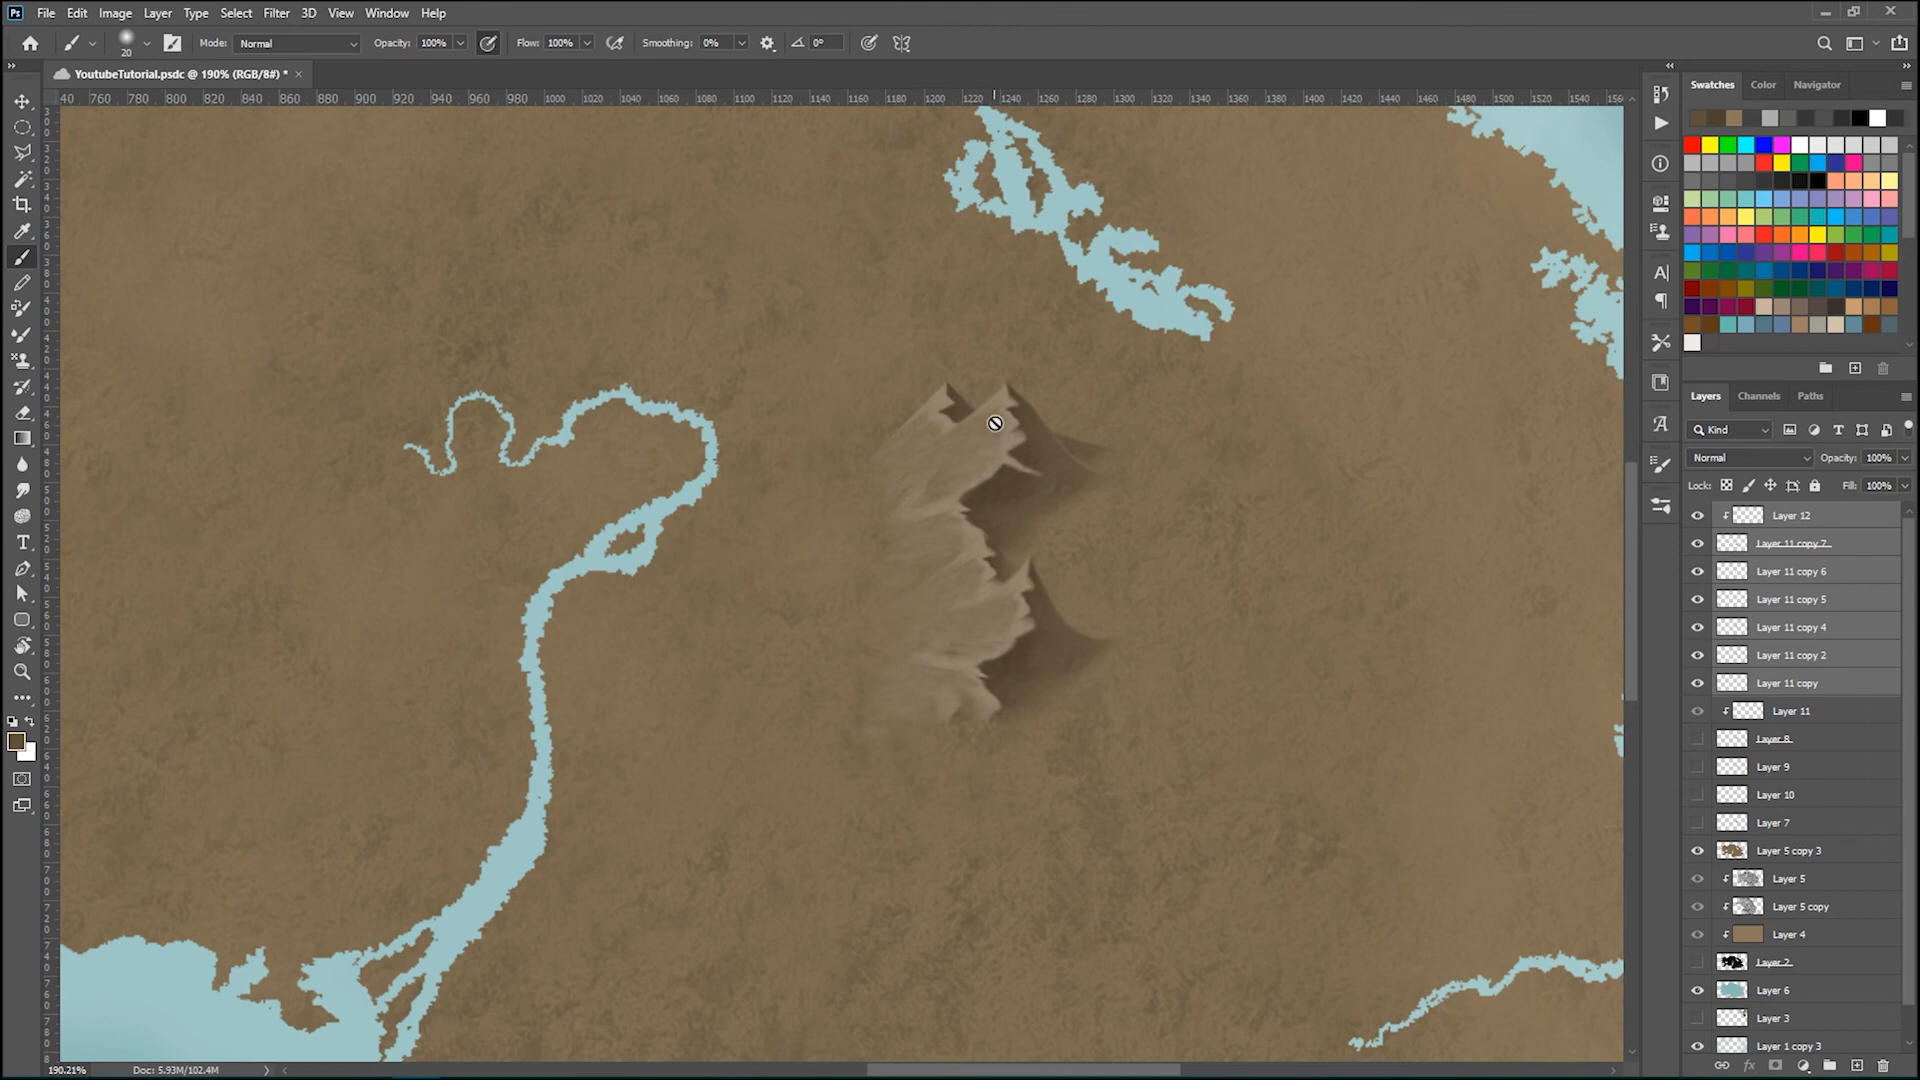 Ps File Edit Image Layer Type Select Filter 3D View Window Help
20 Mode: Normal Opacity: 100% Flow: 100% Smoothing: 0% 0°
YoutubeTutorial.psdc @ 190% (RGB/8#) * ×
40 760 780 800 820 840 860 880 900 920 940 960 980 1000 1020 1040 1060 1080 1100 1120 1140 1160 1180 1200 1220 1240 1260 1280 1300 1320 1340 1360 1380 1400 1420 1440 1460 1480 1500 1520 1540 156
Swatches Color Navigator
Layers Channels Paths
Kind
Normal Opacity: 100%
Lock: Fill: 100%
Layer 12
Layer 11 copy 7
Layer 11 copy 6
Layer 11 copy 5
Layer 11 copy 4
Layer 11 copy 2
Layer 11 copy
Layer 11
Layer 8
Layer 9
Layer 10
Layer 7
Layer 5 copy 3
Layer 5
Layer 5 copy
Layer 4
Layer 2
Layer 6
Layer 3
Layer 1 copy 3
190.21% Doc: 5.93M/102.4M